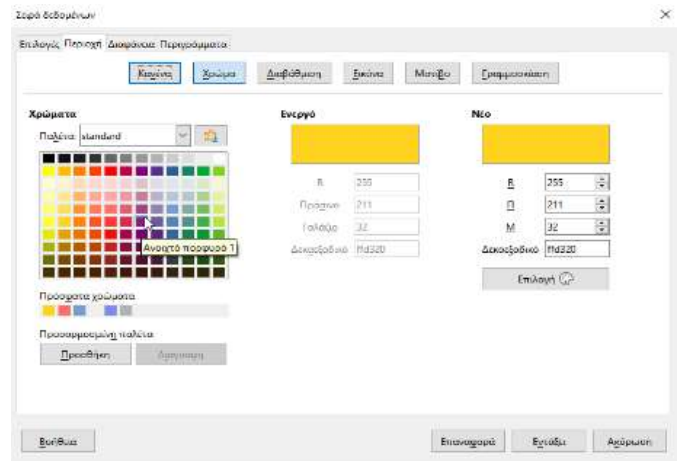 Σειρά δεδομένων
Επιλογές Περιοχή Διαφάνεια Περιγράμματα
Κανένα Χρώμα Διαβάθμιση Εικόνα Μοτίβο Γραμμοσκίαση
Χρώματα Ενεργό Νέο
Παλέτα: standard
R 255 R 255
Πράσινο 211 Π 211
Γαλάζιο 32 Μ 32
Δεκαεξαδικό ffd320 Δεκαεξαδικό ffd320
Ανοιχτό πορφυρό 1
Επιλογή
Πρόσφατα χρώματα
Προσαρμοσμένη παλέτα
Προσθήκη Διαγραφή
Βοήθεια Επαναφορά Εντάξει Ακύρωση